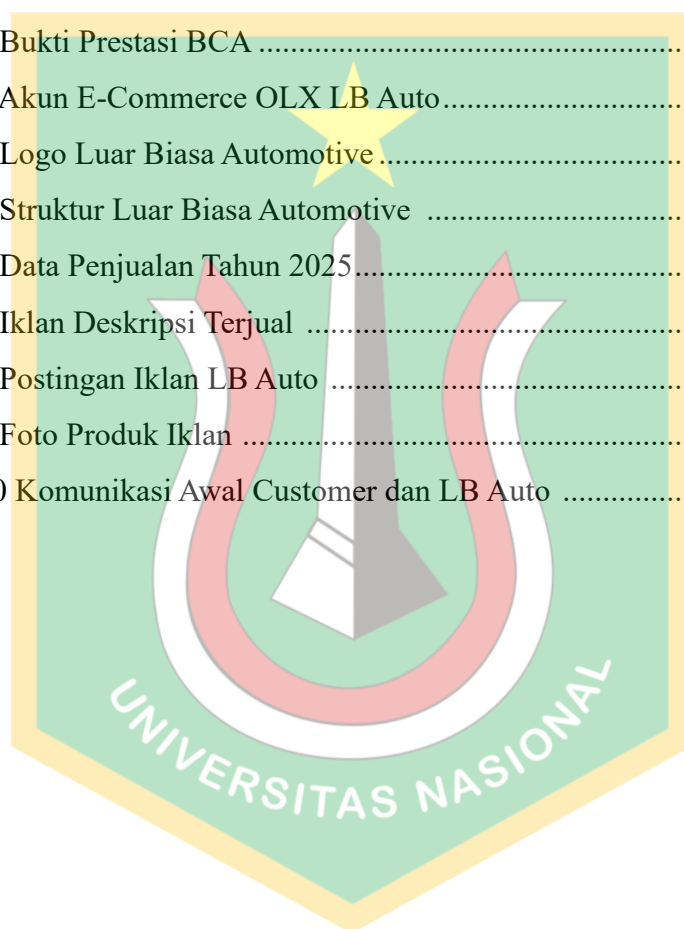 Bukti Prestasi BCA ......................................................
Akun E-Commerce OLX LB Auto..............................
Logo Luar Biasa Automotive ......................................
Struktur Luar Biasa Automotive ................................
Data Penjualan Tahun 2025.........................................
Iklan Deskripsi Terjual ...............................................
Postingan Iklan LB Auto ............................................
Foto Produk Iklan .......................................................
0 Komunikasi Awal Customer dan LB Auto ...............
UNIVERSITAS NASIONAL